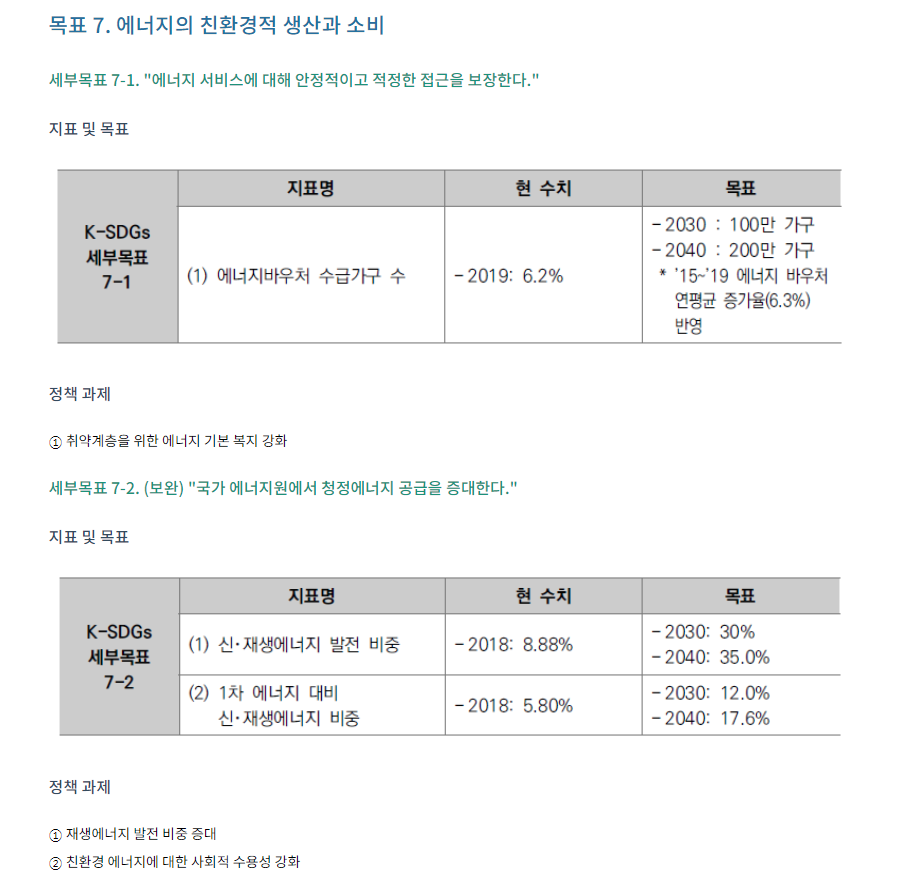 목표 7. 에너지의 친환경적 생산과 소비
세부목표 7-1. "에너지 서비스에 대해 안정적이고 적정한 접근을 보장한다."
지표 및 목표
K-SDGs
세부목표
7-1
지표명
현 수치
목표
(1) 에너지바우처 수급가구 수
- 2019: 6.2%
- 2030 : 100만 가구
- 2040 : 200만 가구
* '15~'19 에너지 바우처
연평균 증가율(6.3%)
반영
정책 과제
① 취약계층을 위한 에너지 기본 복지 강화
세부목표 7-2. (보완) "국가 에너지원에서 청정에너지 공급을 증대한다."
지표 및 목표
K-SDGs
세부목표
7-2
지표명
현 수치
목표
(1) 신·재생에너지 발전 비중
- 2018: 8.88%
- 2030: 30%
- 2040: 35.0%
(2) 1차 에너지 대비
신·재생에너지 비중
- 2018: 5.80%
- 2030: 12.0%
- 2040: 17.6%
정책 과제
① 재생에너지 발전 비중 증대
② 친환경 에너지에 대한 사회적 수용성 강화